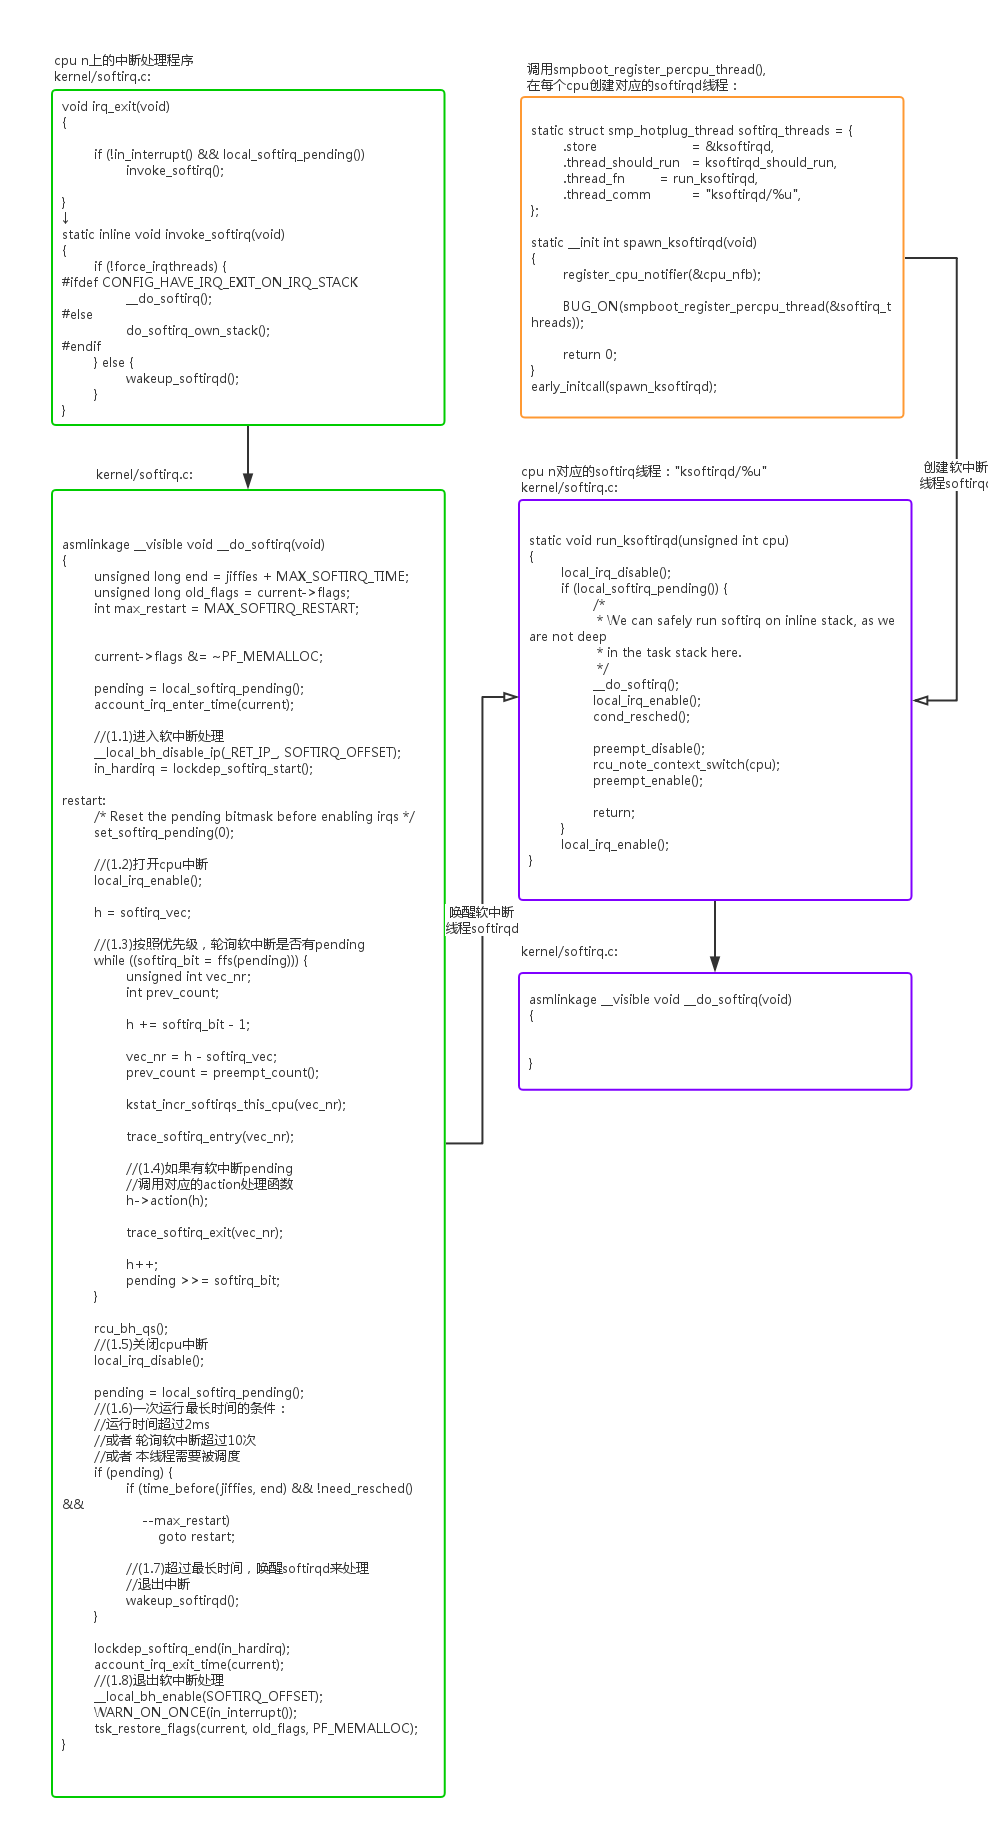 cpu n上的中断处理程序
kernel/softirq.c:
void irq_exit(void)
{
if (!in_interrupt() && local_softirq_pending())
invoke_softirq();
}
↓
static inline void invoke_softirq(void)
{
if (!force_irqthreads) {
#ifdef CONFIG_HAVE_IRQ_EXIT_ON_IRQ_STACK
__do_softirq();
#else
do_softirq_own_stack();
#endif
} else {
wakeup_softirqd();
}
}
kernel/softirq.c:
asmlinkage __visible void __do_softirq(void)
{
unsigned long end = jiffies + MAX_SOFTIRQ_TIME;
unsigned long old_flags = current->flags;
int max_restart = MAX_SOFTIRQ_RESTART;
current->flags &= ~PF_MEMALLOC;
pending = local_softirq_pending();
account_irq_enter_time(current);
//(1.1)进入软中断处理
__local_bh_disable_ip(_RET_IP_, SOFTIRQ_OFFSET);
in_hardirq = lockdep_softirq_start();
restart:
/* Reset the pending bitmask before enabling irqs */
set_softirq_pending(0);
//(1.2)打开cpu中断
local_irq_enable();
h = softirq_vec;
//(1.3)按照优先级，轮询软中断是否有pending
while ((softirq_bit = ffs(pending))) {
unsigned int vec_nr;
int prev_count;
h += softirq_bit - 1;
vec_nr = h - softirq_vec;
prev_count = preempt_count();
kstat_incr_softirqs_this_cpu(vec_nr);
trace_softirq_entry(vec_nr);
//(1.4)如果有软中断pending
//调用对应的action处理函数
h->action(h);
trace_softirq_exit(vec_nr);
h++;
pending >>= softirq_bit;
}
rcu_bh_qs();
//(1.5)关闭cpu中断
local_irq_disable();
pending = local_softirq_pending();
//(1.6)一次运行最长时间的条件：
//运行时间超过2ms
//或者 轮询软中断超过10次
//或者 本线程需要被调度
if (pending) {
if (time_before(jiffies, end) && !need_resched()
&&
--max_restart)
goto restart;
//(1.7)超过最长时间，唤醒softirqd来处理
//退出中断
wakeup_softirqd();
}
lockdep_softirq_end(in_hardirq);
account_irq_exit_time(current);
//(1.8)退出软中断处理
__local_bh_enable(SOFTIRQ_OFFSET);
WARN_ON_ONCE(in_interrupt());
tsk_restore_flags(current, old_flags, PF_MEMALLOC);
}
唤醒软中断
线程softirqd
调用smpboot_register_percpu_thread(),
在每个cpu创建对应的softirqd线程：
static struct smp_hotplug_thread softirq_threads = {
.store = &ksoftirqd,
.thread_should_run = ksoftirqd_should_run,
.thread_fn = run_ksoftirqd,
.thread_comm = "ksoftirqd/%u",
};
static __init int spawn_ksoftirqd(void)
{
register_cpu_notifier(&cpu_nfb);
BUG_ON(smpboot_register_percpu_thread(&softirq_t
hreads));
return 0;
}
early_initcall(spawn_ksoftirqd);
创建软中断
线程softirq
cpu n对应的softirq线程："ksoftirqd/%u"
kernel/softirq.c:
static void run_ksoftirqd(unsigned int cpu)
{
local_irq_disable();
if (local_softirq_pending()) {
/*
* We can safely run softirq on inline stack, as we
are not deep
* in the task stack here.
*/
__do_softirq();
local_irq_enable();
cond_resched();
preempt_disable();
rcu_note_context_switch(cpu);
preempt_enable();
return;
}
local_irq_enable();
}
kernel/softirq.c:
asmlinkage __visible void __do_softirq(void)
{
}